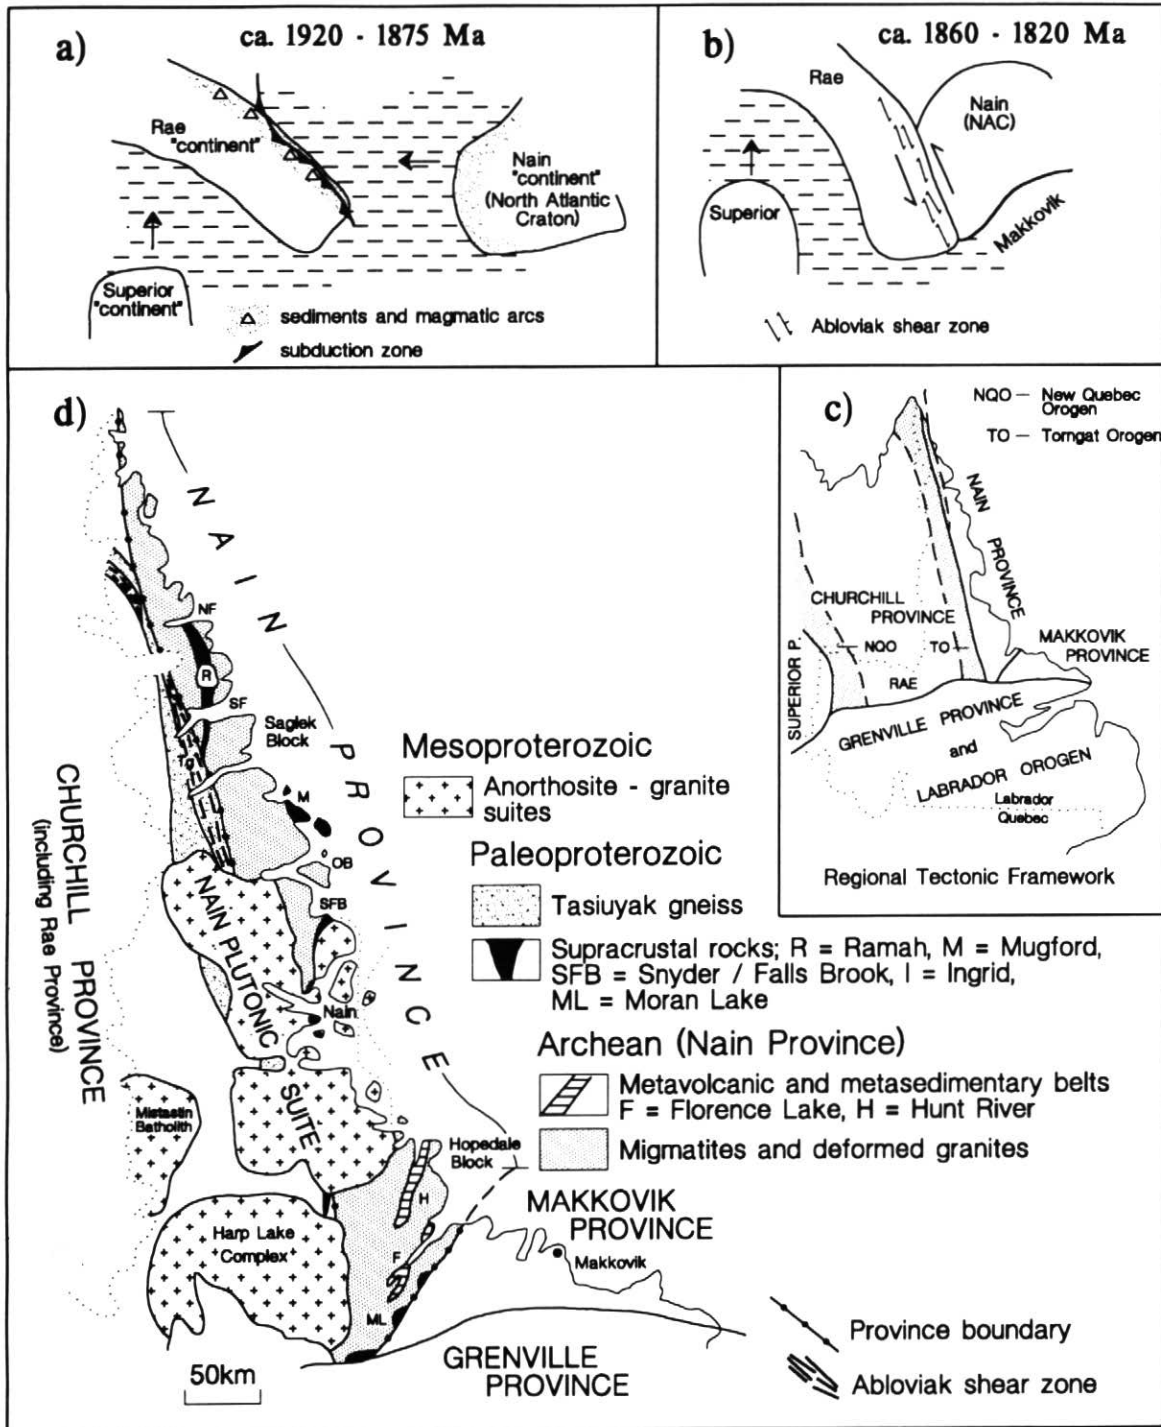 a)
ca. 1920 - 1875 Ma
Rae
"continent"
Nain
"continent"
(North Atlantic
Craton)
Superior
"continent"
sediments and magmatic arcs
subduction zone
b)
ca. 1860 - 1820 Ma
Rae
Nain
(NAC)
Superior
Makkovik
Abloviak shear zone
c)
NQO — New Quebec
Orogen
TO — Torngat Orogen
NAIN PROVINCE
CHURCHILL
PROVINCE
MAKKOVIK
PROVINCE
NQO
TO
RAE
SUPERIOR P.
GRENVILLE PROVINCE
and
LABRADOR OROGEN
Labrador
Quebec
Regional Tectonic Framework
d)
NAIN PROVINCE
NF
R
SF
Saglek
Block
Tg
M
OB
SFB
CHURCHILL PROVINCE
(including Rae Province)
NAIN PLUTONIC SUITE
Nain
Mistastin
Batholith
Hopedale
Block
H
Harp Lake
Complex
F
ML
MAKKOVIK
PROVINCE
Makkovik
GRENVILLE
PROVINCE
50km
Mesoproterozoic
Anorthosite - granite
suites
Paleoproterozoic
Tasiuyak gneiss
Supracrustal rocks; R = Ramah, M = Mugford,
SFB = Snyder / Falls Brook, I = Ingrid,
ML = Moran Lake
Archean (Nain Province)
Metavolcanic and metasedimentary belts
F = Florence Lake, H = Hunt River
Migmatites and deformed granites
Province boundary
Abloviak shear zone